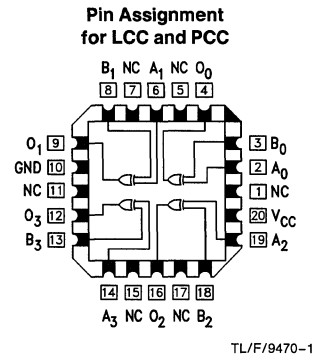 Pin Assignment
for LCC and PCC
B1 NC A1 NC O0
8 7 6 5 4
O1 9
GND 10
NC 11
O3 12
B3 13
3 B0
2 A0
1 NC
20 VCC
19 A2
14 15 16 17 18
A3 NC O2 NC B2
TL/F/9470-1